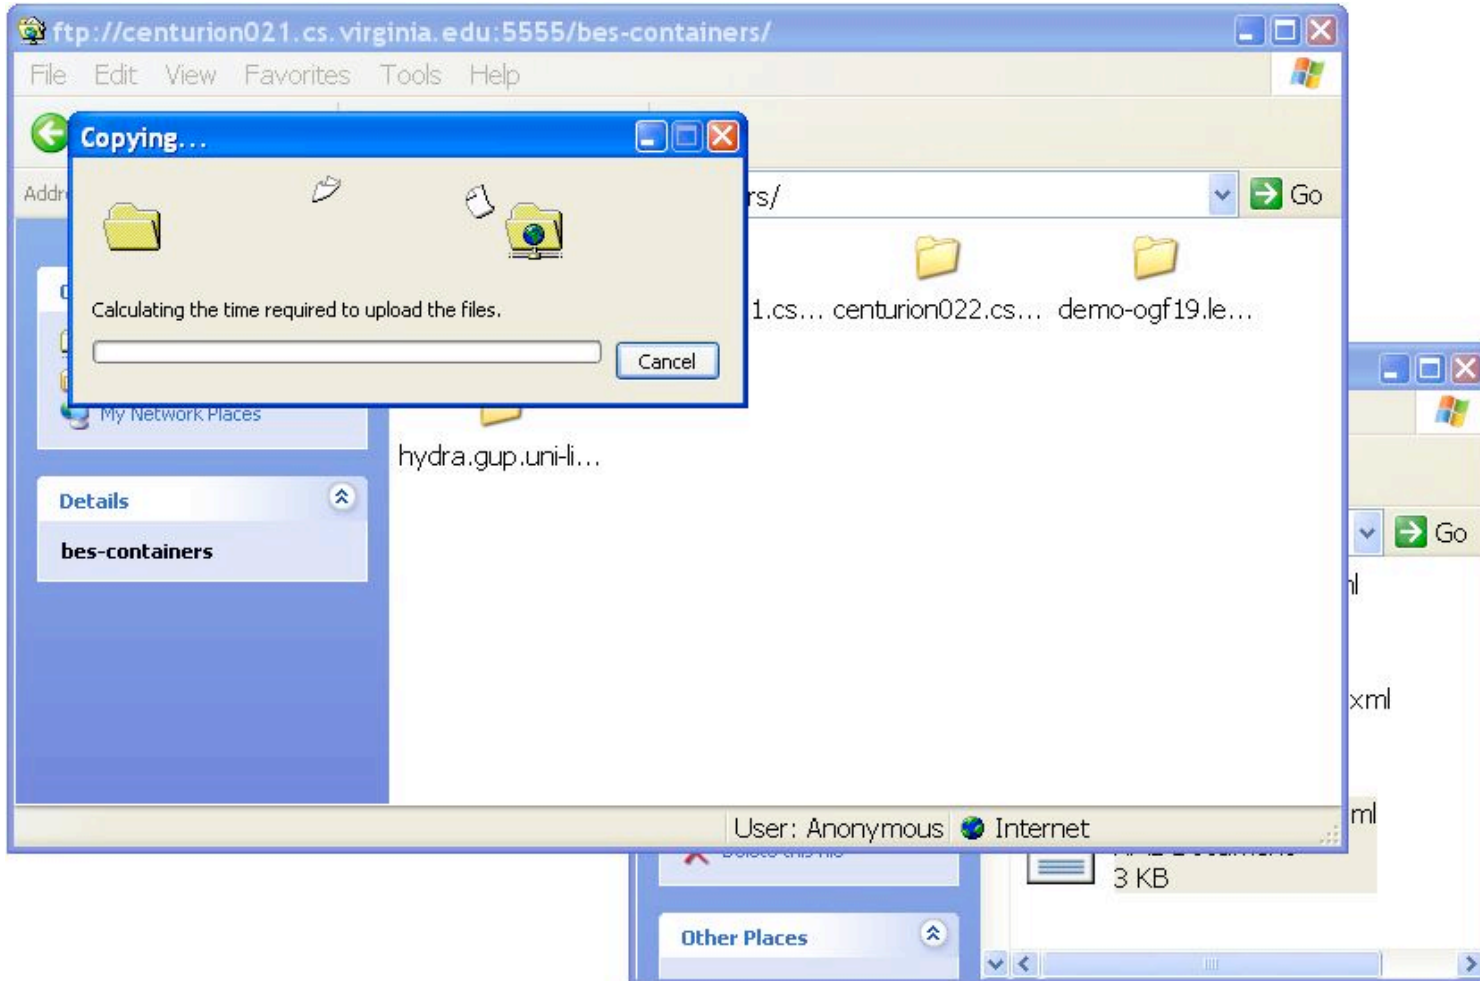 ftp://centurion021.cs.virginia.edu:5555/bes-containers/
File Edit View Favorites Tools Help
Copying...
Addr
rs/
Go
Calculating the time required to upload the files.
Cancel
1.cs... centurion022.cs... demo-ogf19.le...
My Network Places
hydra.gup.uni-li...
Details
bes-containers
Go
xml
ml
User: Anonymous
Internet
3 KB
Other Places